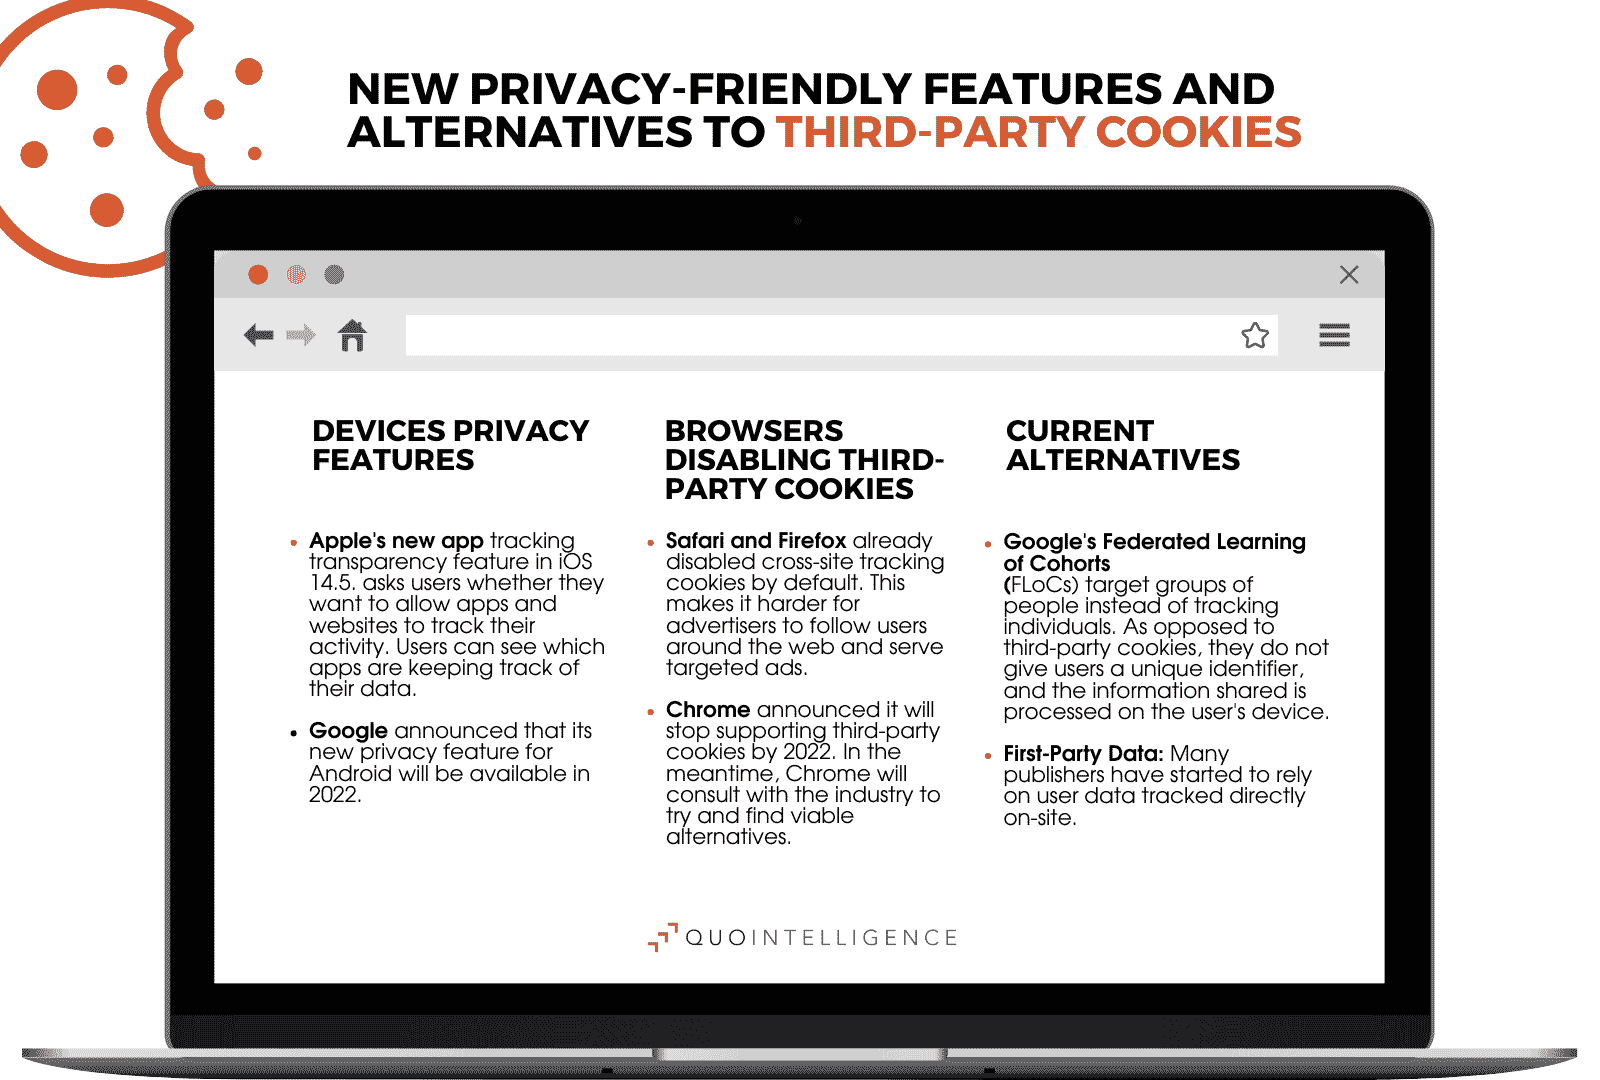 NEW PRIVACY-FRIENDLY FEATURES AND
ALTERNATIVES TO THIRD-PARTY COOKIES
DEVICES PRIVACY
FEATURES
Apple's new app tracking
transparency feature in iOS
14.5. asks users whether they
want to allow apps and
websites to track their
activity. Users can see which
apps are keeping track of
their data.
Google announced that its
new privacy feature for
Android will be available in
2022.
BROWSERS
DISABLING THIRD-
PARTY COOKIES
Safari and Firefox already
disabled cross-site tracking
cookies by default. This
makes it harder for
advertisers to follow users
around the web and serve
targeted ads.
Chrome announced it will
stop supporting third-party
cookies by 2022. In the
meantime, Chrome will
consult with the industry to
try and find viable
alternatives.
CURRENT
ALTERNATIVES
Google's Federated Learning
of Cohorts
(FLoCs) target groups of
people instead of tracking
individuals. As opposed to
third-party cookies, they do not
give users a unique identifier,
and the information shared is
processed on the user's device.
First-Party Data: Many
publishers have started to rely
on user data tracked directly
on-site.
QUOINTELLIGENCE